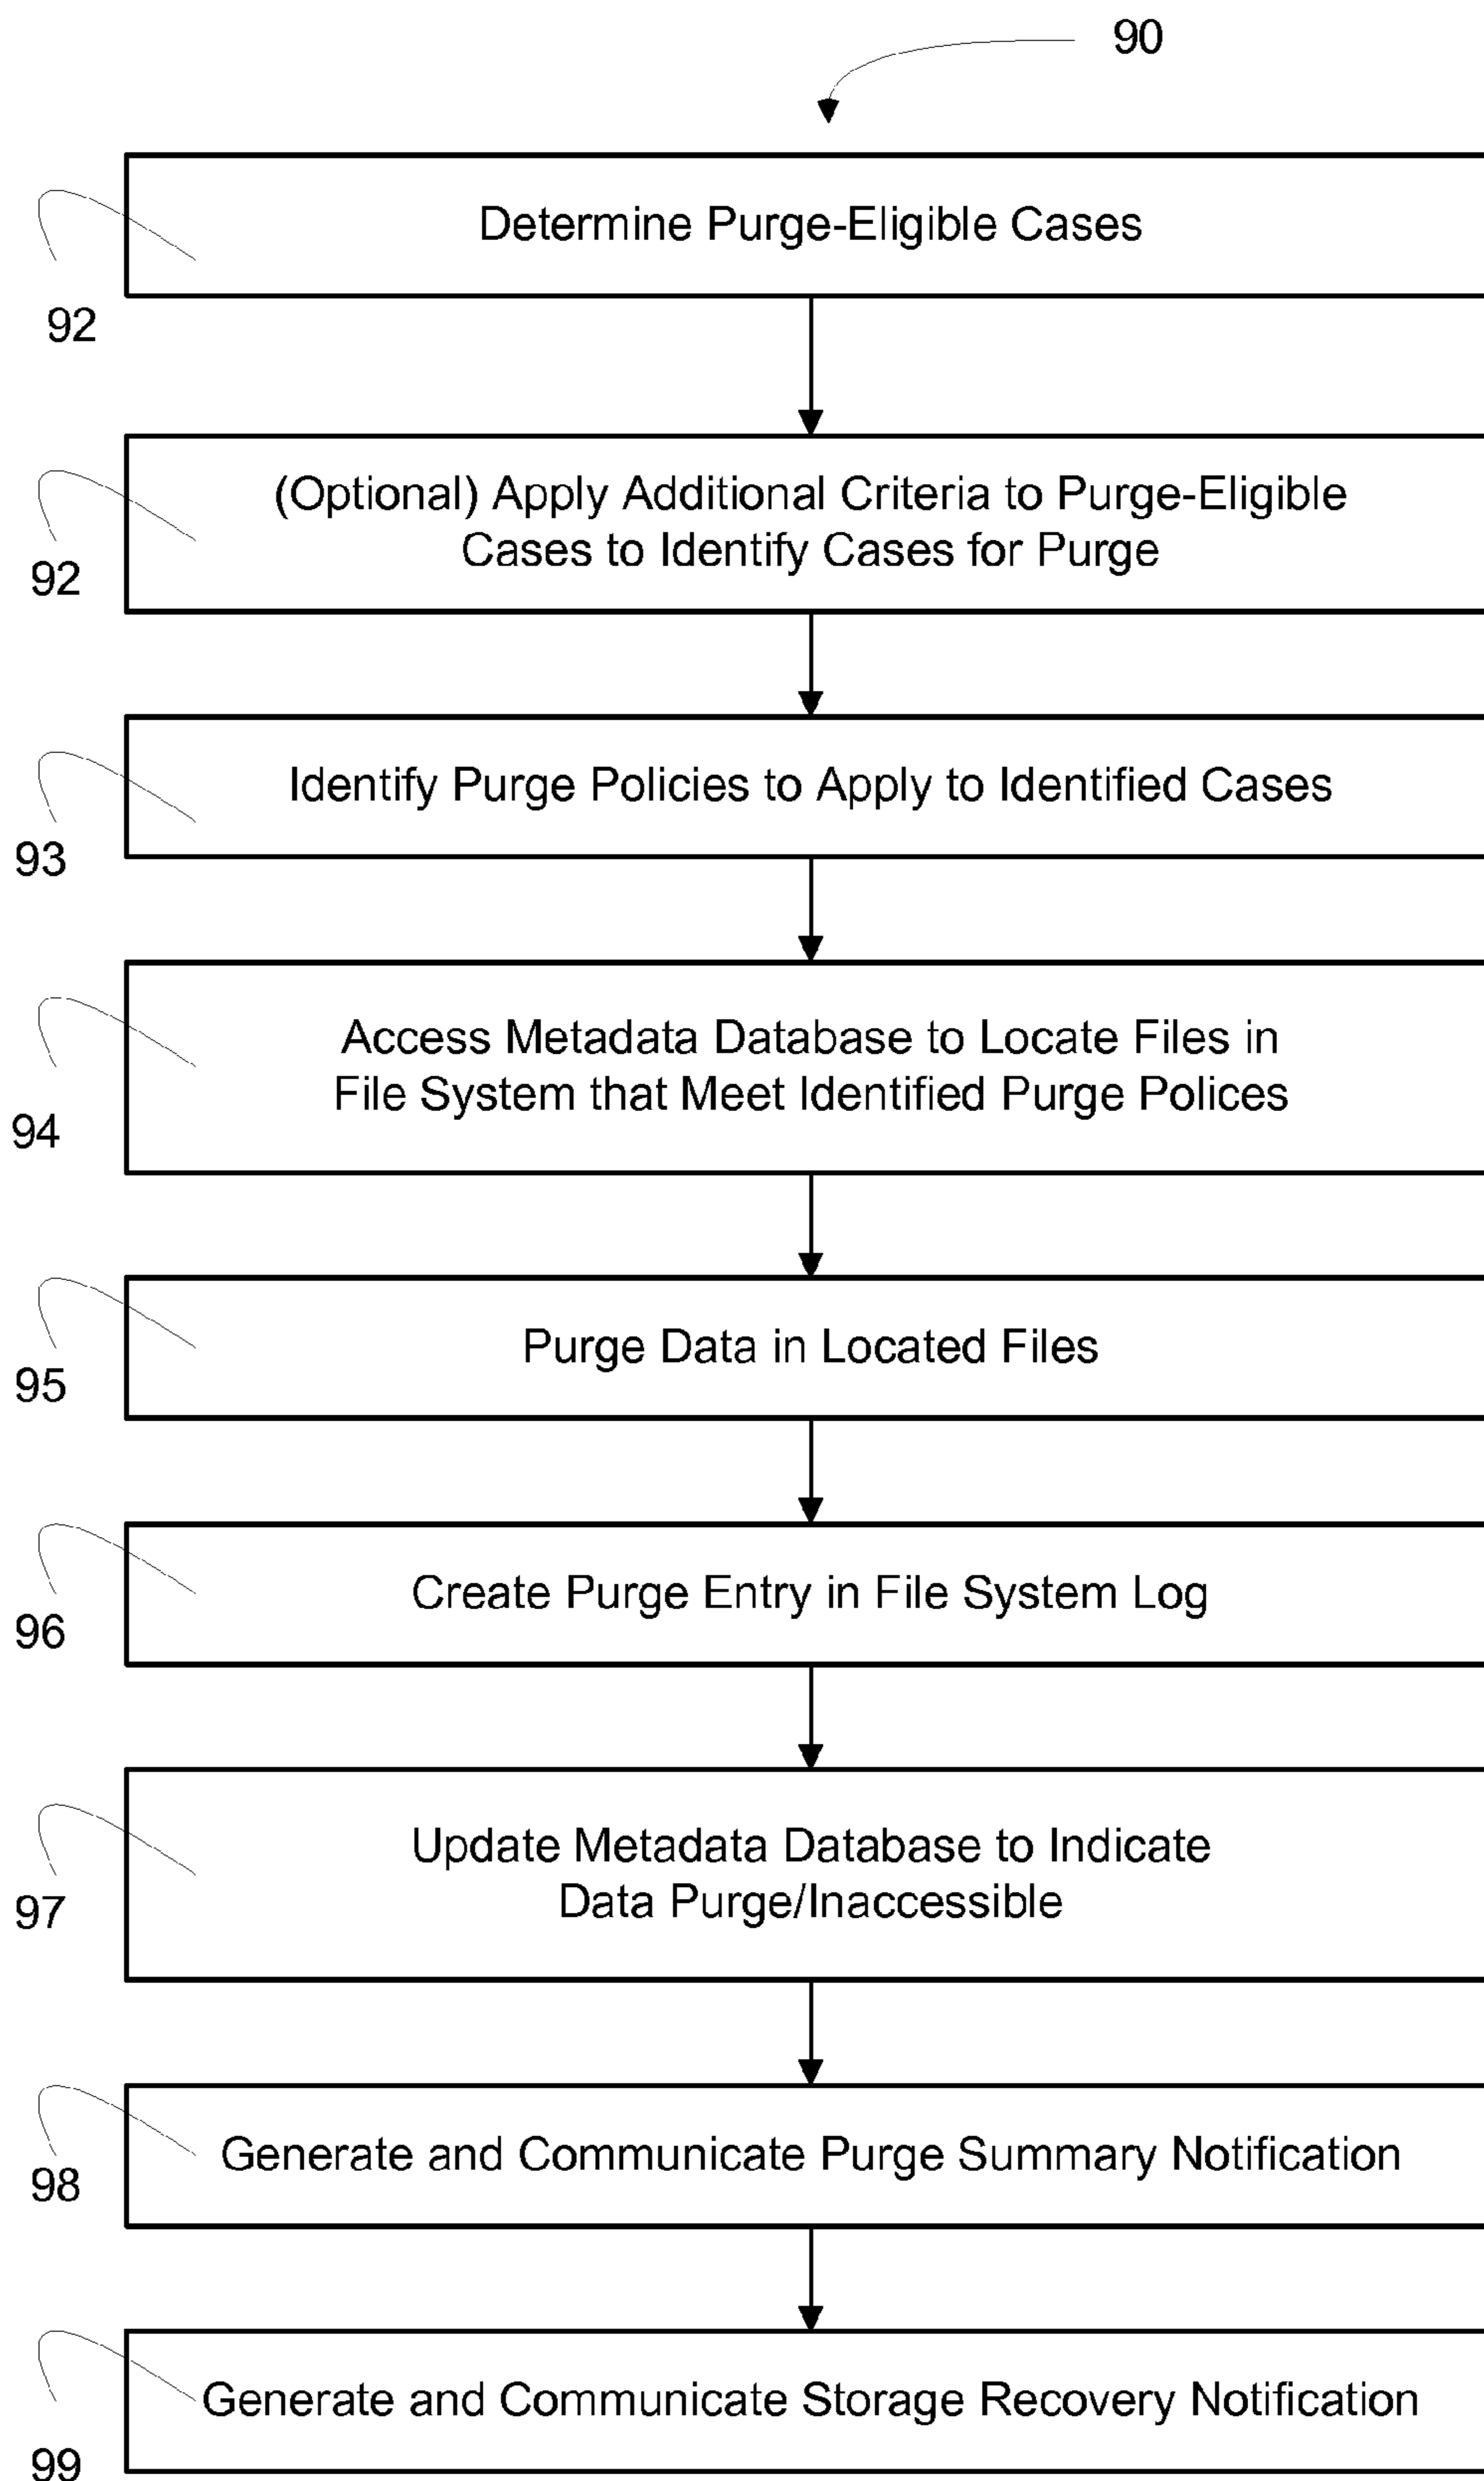 90
Determine Purge-Eligible Cases
92
(Optional) Apply Additional Criteria to Purge-Eligible
Cases to Identify Cases for Purge
92
Identify Purge Policies to Apply to Identified Cases
93
Access Metadata Database to Locate Files in
File System that Meet Identified Purge Polices
94
Purge Data in Located Files
95
Create Purge Entry in File System Log
96
Update Metadata Database to Indicate
Data Purge/Inaccessible
97
Generate and Communicate Purge Summary Notification
98
Generate and Communicate Storage Recovery Notification
99